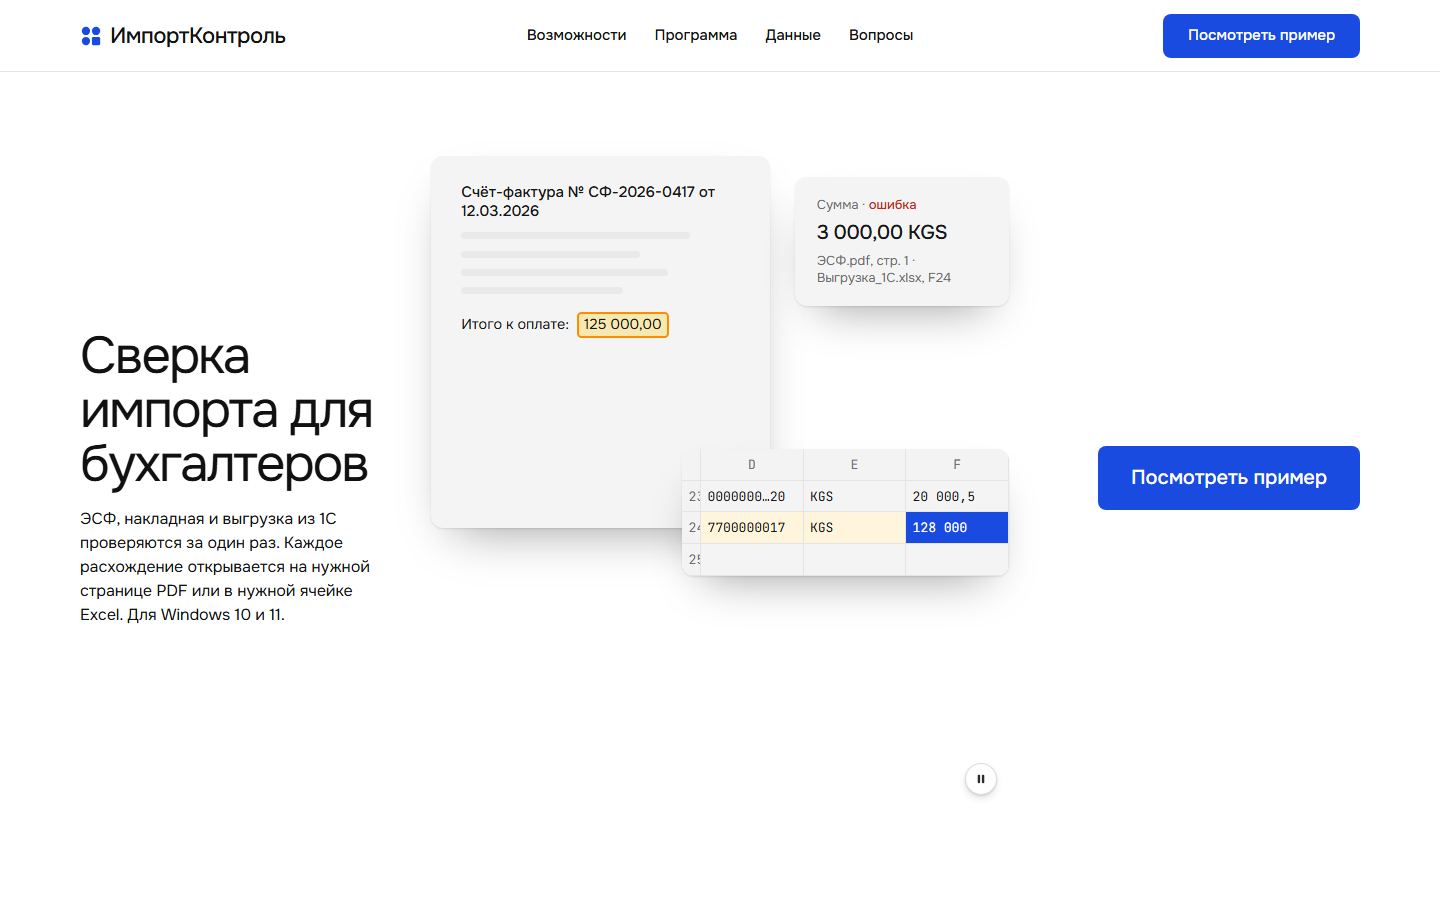 ИмпортКонтроль
Возможности
Программа
Данные
Вопросы
Посмотреть пример
Сверка
импорта для
бухгалтеров
ЭСФ, накладная и выгрузка из 1С
проверяются за один раз. Каждое
расхождение открывается на нужной
странице PDF или в нужной ячейке
Excel. Для Windows 10 и 11.
Счёт-фактура № СФ-2026-0417 от
12.03.2026
Итого к оплате: 125 000,00
Сумма · ошибка
3 000,00 KGS
ЭСФ.pdf, стр. 1 ·
Выгрузка_1С.xlsx, F24
D E F
23 0000000…20 KGS 20 000,5
24 7700000017 KGS 128 000
25
Посмотреть пример